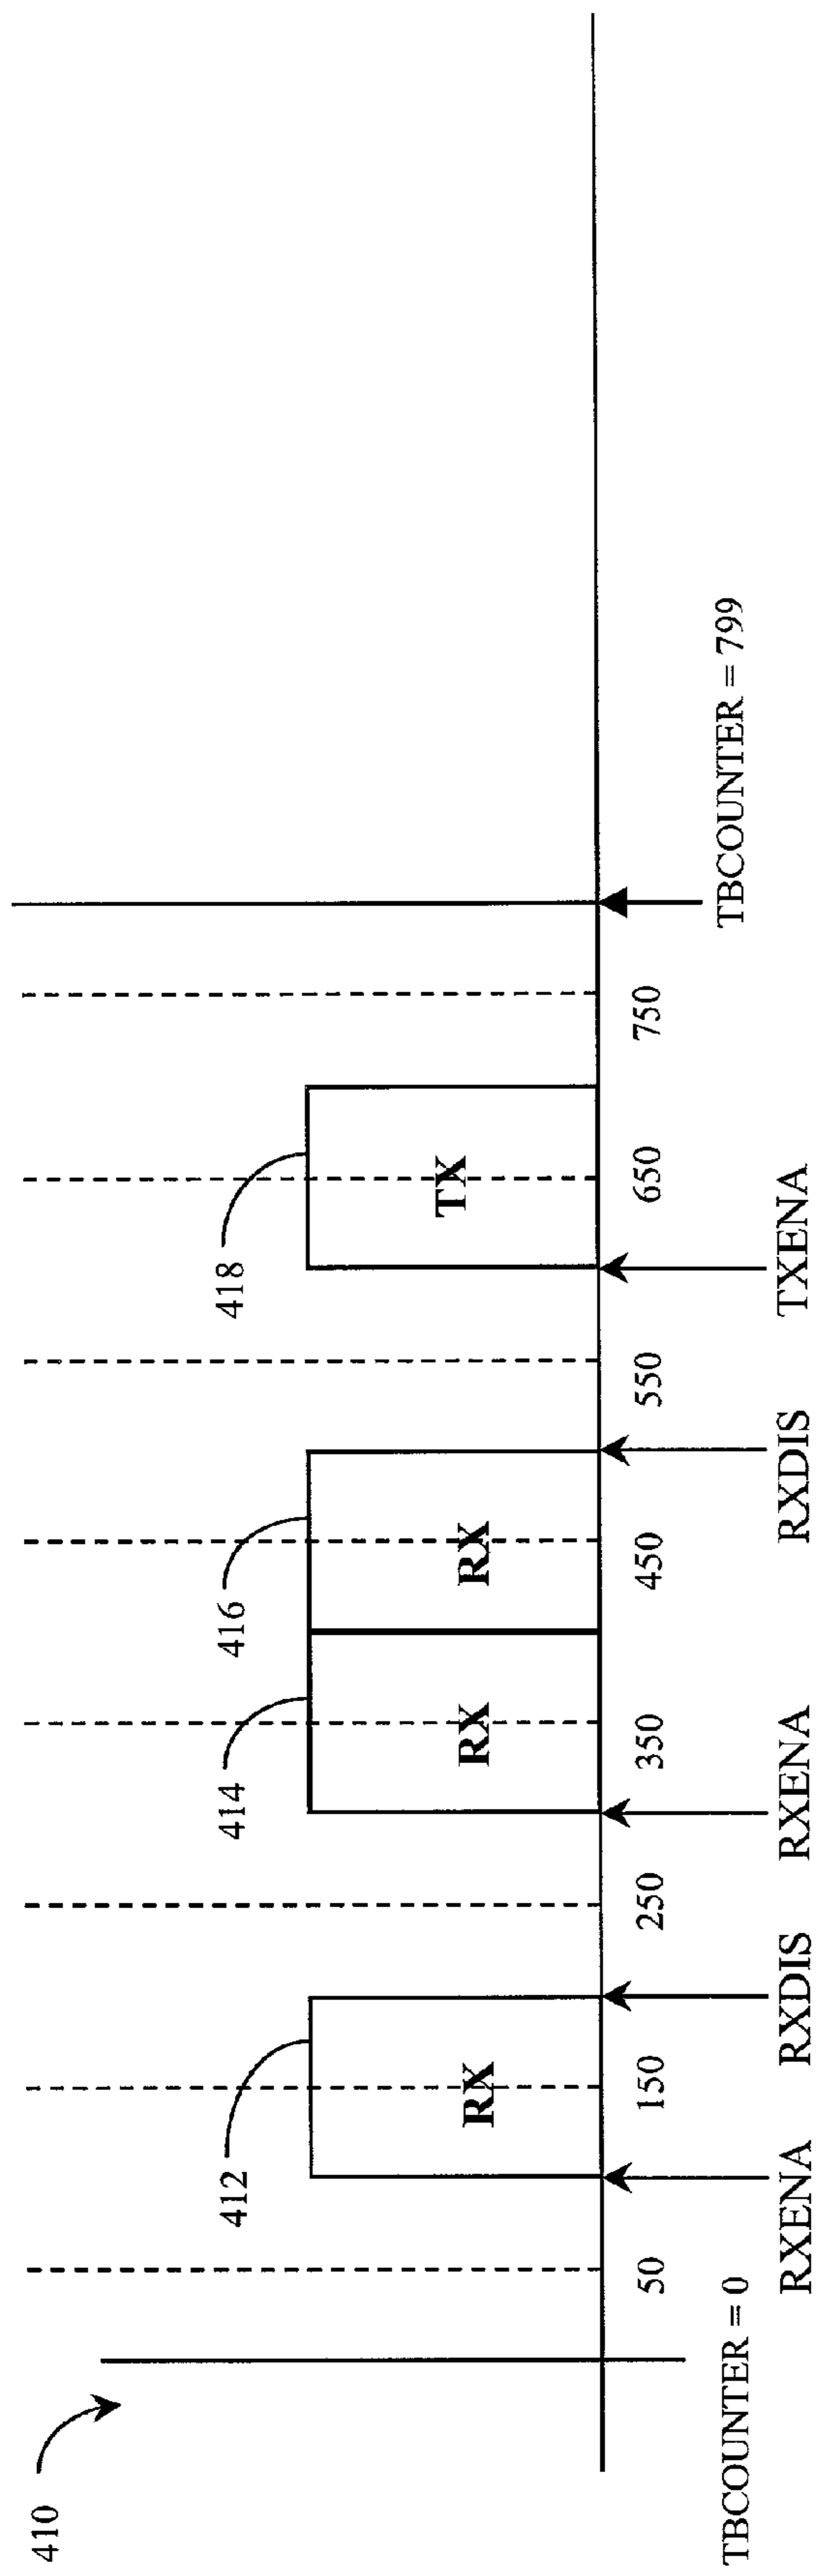 410
412
414
416
418
RX
RX
RX
TX
50
150
250
350
450
550
650
750
TBCOUNTER = 0
TBCOUNTER = 799
RXENA
RXDIS
RXENA
RXDIS
TXENA